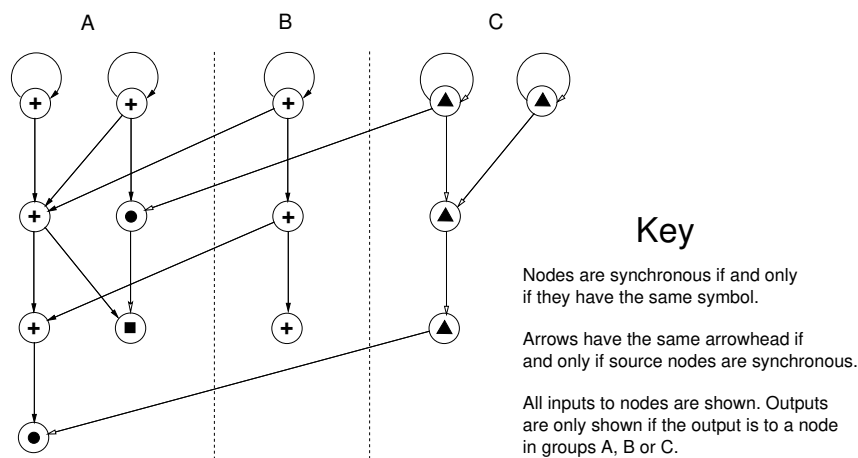 A
B
C
Key
Nodes are synchronous if and only
if they have the same symbol.
Arrows have the same arrowhead if
and only if source nodes are synchronous.
All inputs to nodes are shown. Outputs
are only shown if the output is to a node
in groups A, B or C.